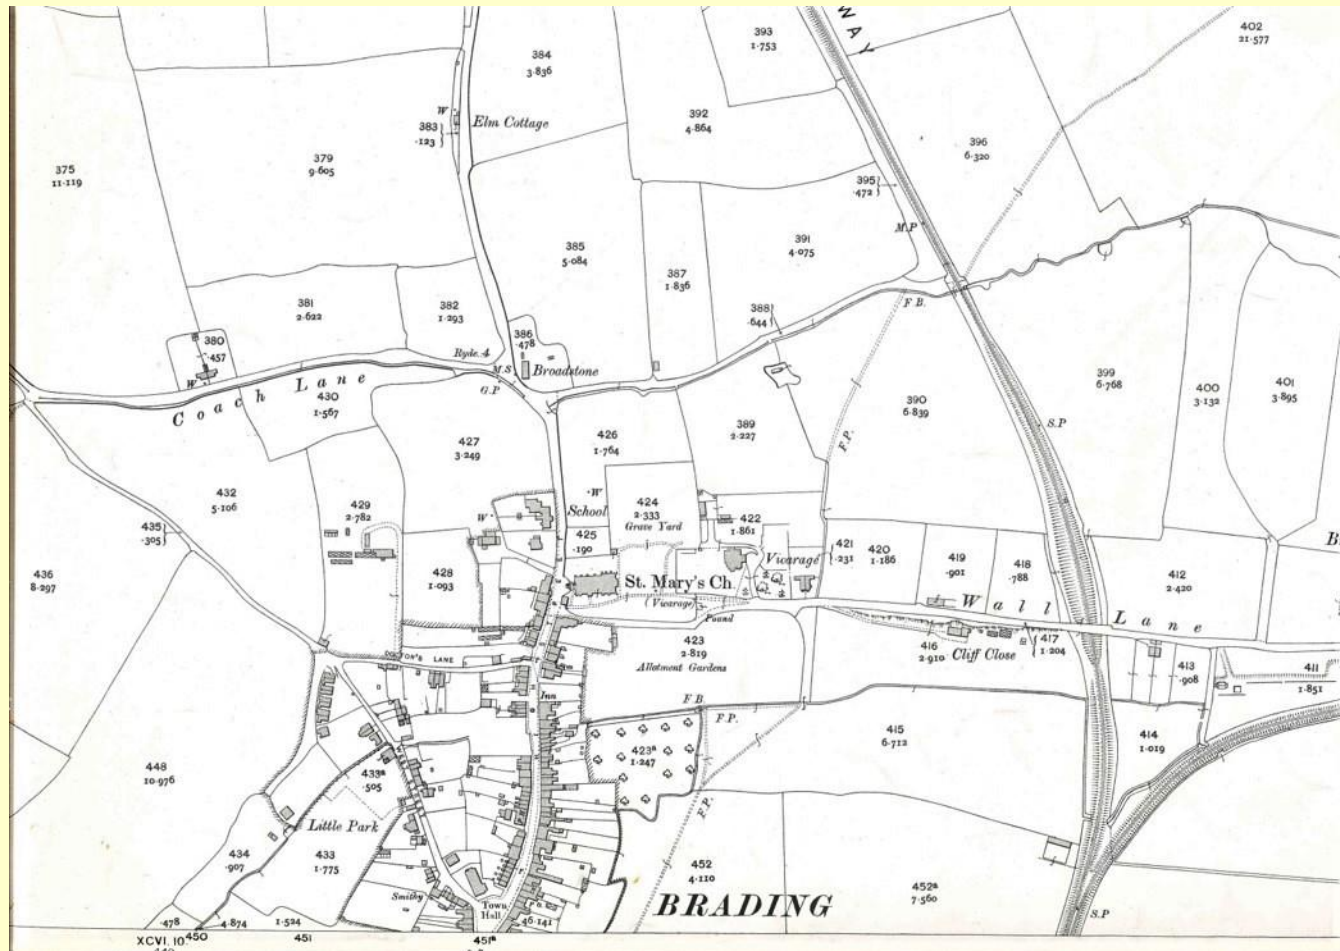 WAY
402
21·577
393
1·753
384
3·836
392
4·864
W
383
·123
Elm Cottage
396
6·320
379
9·605
375
11·119
395
·472
M.P
391
4·075
385
5·084
387
1·836
381
2·622
382
1·293
388
·644
F.B.
386
·478
380
·457
W
Ryde.4
M.S
G.P
Broadstone
Coach Lane
430
1·567
399
6·768
400
3·132
401
3·895
390
6·839
F.P.
S.P
426
1·764
389
2·227
427
3·249
432
5·106
429
2·782
W
W
School
424
2·333
Grave Yard
422
1·861
435
·305
425
·190
Vicarage
421
·231
420
1·186
419
·901
418
·788
436
8·297
428
1·093
St. Mary's Ch.
(Vicarage)
Pound
412
2·420
Wall Lane
423
2·819
Allotment Gardens
416
2·910
Cliff Close
417
1·204
413
·908
411
1·851
Inn
F.B
F.P.
423ᵃ
1·247
415
6·712
414
1·019
448
10·976
433ᵃ
·505
F.P.
Little Park
434
·907
433
1·775
452
4·110
452ᵃ
7·560
Smithy
Town
Hall
BRADING
S.P
·478
4·874
1·524
46·141
XCVI. 10.
450
451
451ᵃ